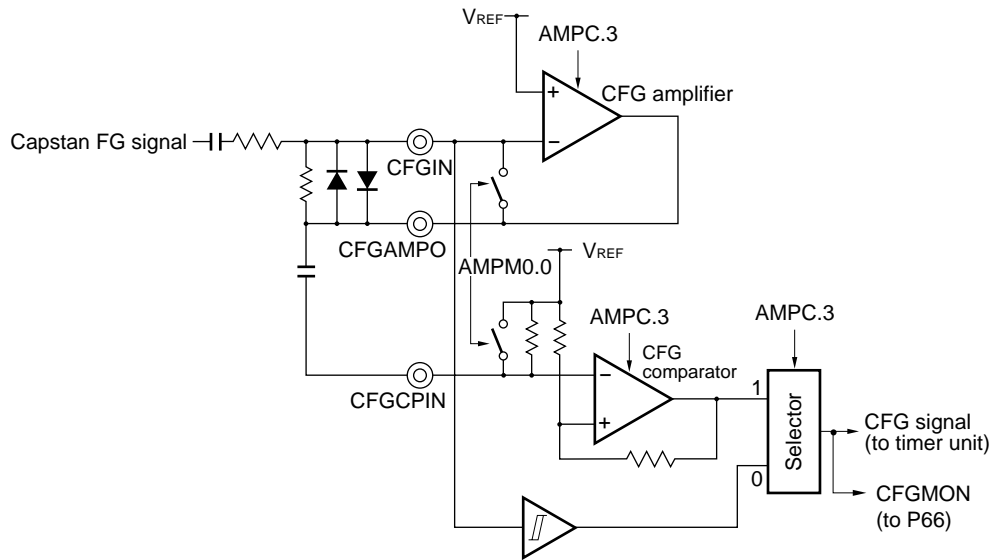 VREF
AMPC.3
+
CFG amplifier
Capstan FG signal
−
CFGIN
CFGAMPO
AMPM0.0
VREF
AMPC.3
AMPC.3
CFG
comparator
−
CFGCPIN
1
+
Selector
CFG signal
(to timer unit)
0
CFGMON
(to P66)